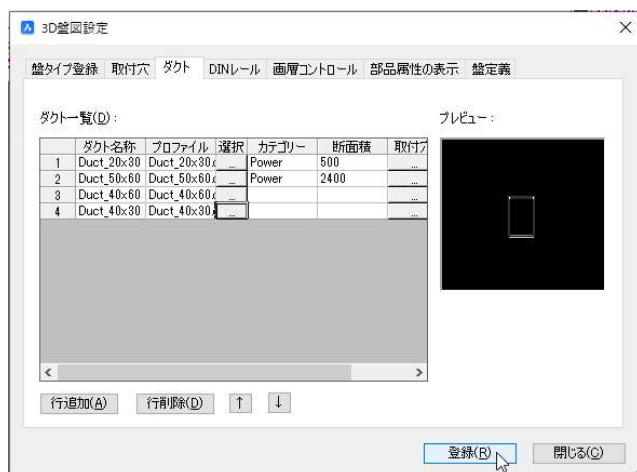 3D盤図設定
盤タイプ登録 取付穴 ダクト DINレール 画層コントロール 部品属性の表示 盤定義
ダクト一覧(D): プレビュー:
ダクト名称 プロファイル 選択 カテゴリー 断面積 取付穴
1 Duct_20x30 Duct_20x30. ... Power 500 ...
2 Duct_50x60 Duct_50x60. ... Power 2400 ...
3 Duct_40x60 Duct_40x60. ... ...
4 Duct_40x30 Duct_40x30. ... ...
行追加(A) 行削除(D) ↑ ↓
登録(R) 閉じる(C)